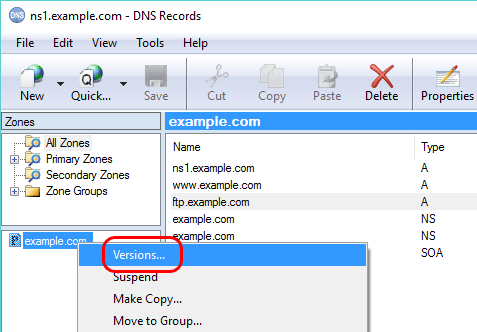 DNS ns1.example.com - DNS Records
File Edit View Tools Help
New Quick... Save Cut Copy Paste Delete Properties
Zones
example.com
All Zones
Primary Zones
Secondary Zones
Zone Groups
Name Type
ns1.example.com A
www.example.com A
ftp.example.com A
example.com NS
example.com NS
SOA
example.com
Versions...
Suspend
Make Copy...
Move to Group...